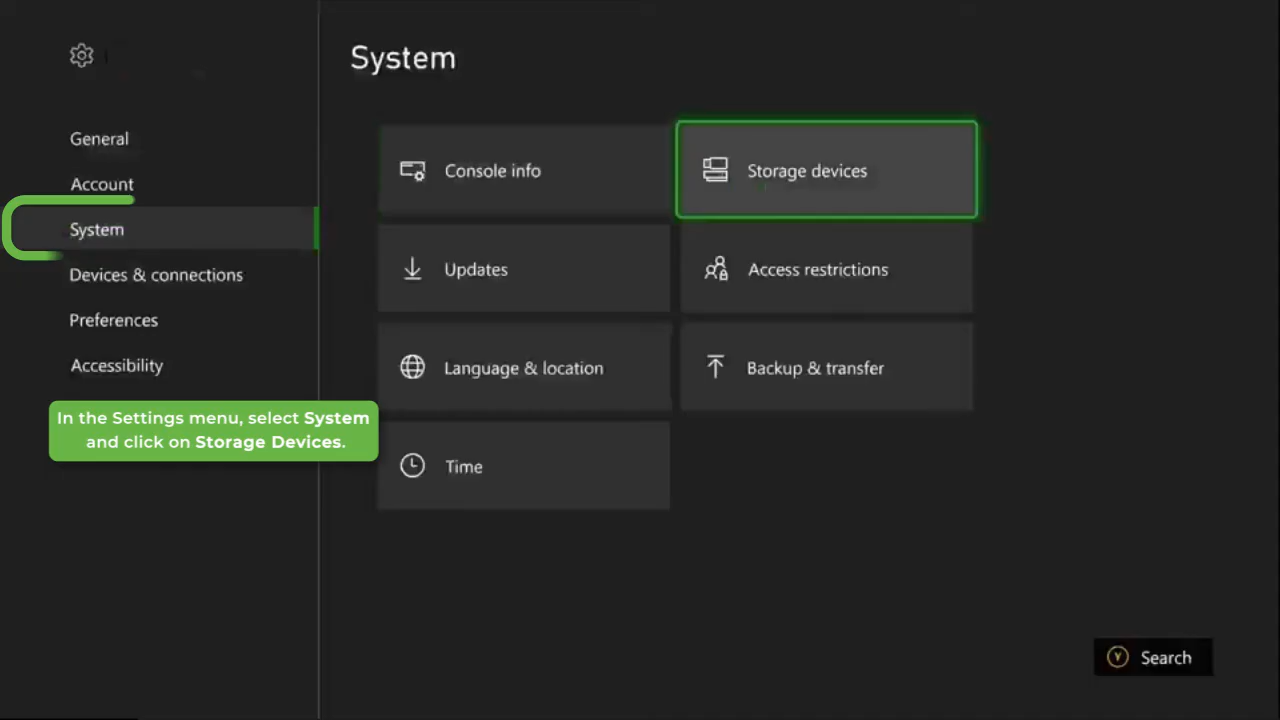 System
General
Account
System
Devices & connections
Preferences
Accessibility
Console info
Storage devices
Updates
Access restrictions
Language & location
Backup & transfer
Time
In the Settings menu, select System
and click on Storage Devices.
Y Search